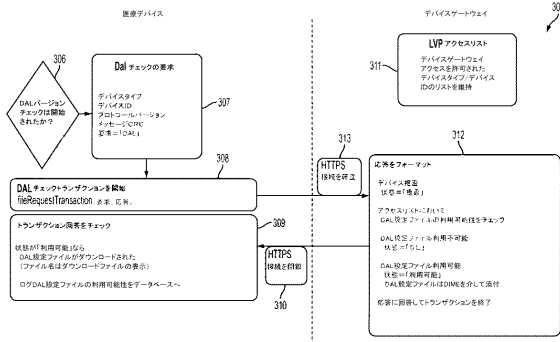 医療デバイス
デバイスゲートウェイ
30
306
DALバージョン
チェックは開始
されたか?
Dal チェックの要求
デバイスタイプ
デバイスID
プロトコールバージョン
メッセージCRC
要求=「DAL」
307
LVP アクセスリスト
デバイスゲートウェイ
アクセスを許可された
デバイスタイプ/デバイス
IDのリストを維持
311
308
DAL チェックトランザクションを開始
fileRequestTransaction(要求、応答)
313
HTTPS
接続を確立
312
応答をフォーマット
デバイス拒否
状態=「拒否」
アクセスリストにおいて
DAL設定ファイルの利用可能性をチェック
DAL設定ファイル利用不可能
状態=「なし」
DAL設定ファイル利用可能
状態=「利用可能」
DAL設定ファイルはDIMEを介して添付
応答に回答してトランザクションを終了
309
トランザクション回答をチェック
状態が「利用可能」なら
DAL設定ファイルがダウンロードされた
(ファイル名はダウンロードファイルの表示)
ログDAL設定ファイルの利用可能性をデータベースへ
HTTPS
接続を閉鎖
310